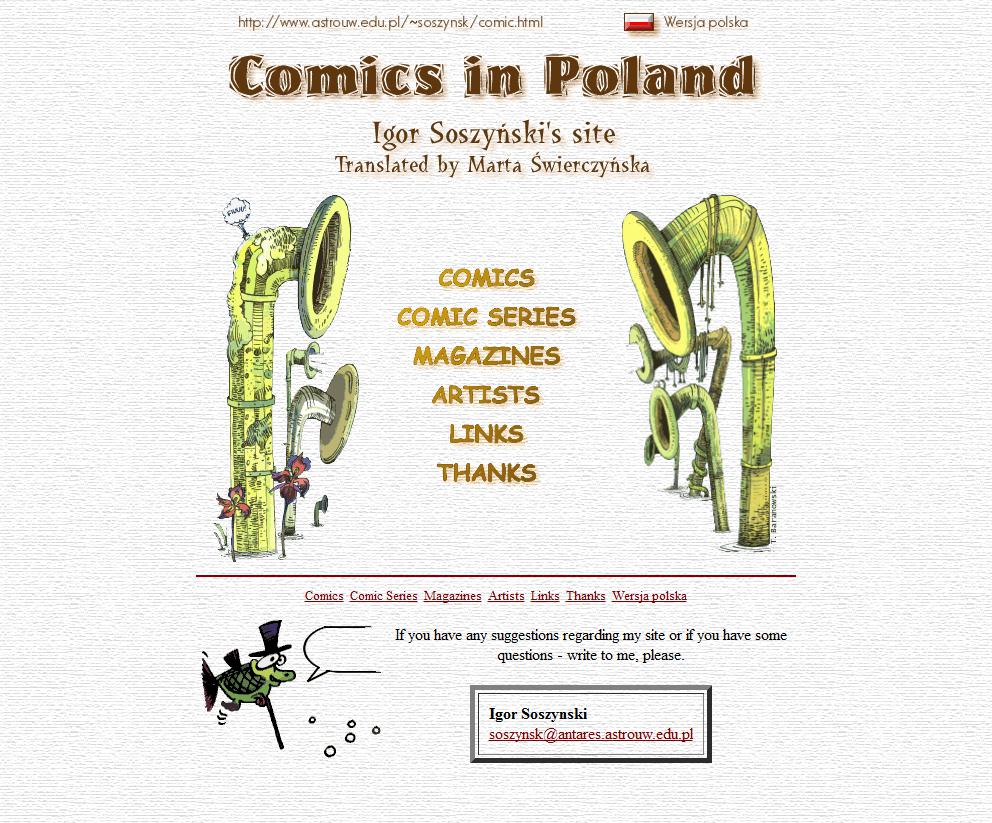 http://www.astrouw.edu.pl/~soszynsk/comic.html
Wersja polska
Comics in Poland
Igor Soszyński's site
Translated by Marta Świerczyńska
COMICS
COMIC SERIES
MAGAZINES
ARTISTS
LINKS
THANKS
T. Baranowski
Comics Comic Series Magazines Artists Links Thanks Wersja polska
If you have any suggestions regarding my site or if you have some
questions - write to me, please.
Igor Soszynski
soszynsk@antares.astrouw.edu.pl